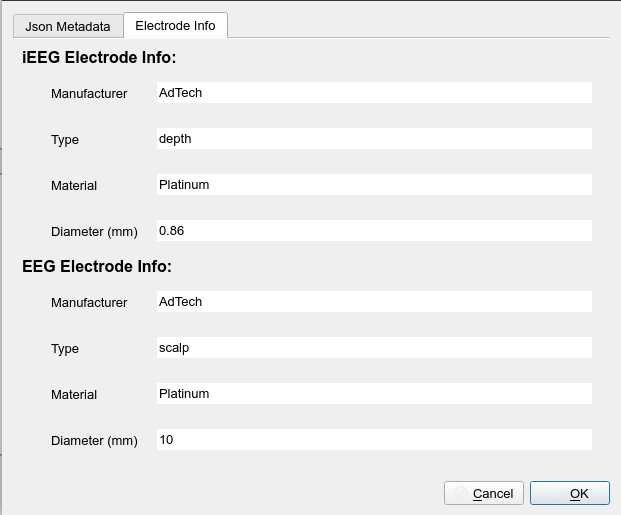 Json Metadata Electrode Info
iEEG Electrode Info:
Manufacturer AdTech
Type depth
Material Platinum
Diameter (mm) 0.86
EEG Electrode Info:
Manufacturer AdTech
Type scalp
Material Platinum
Diameter (mm) 10
Cancel OK